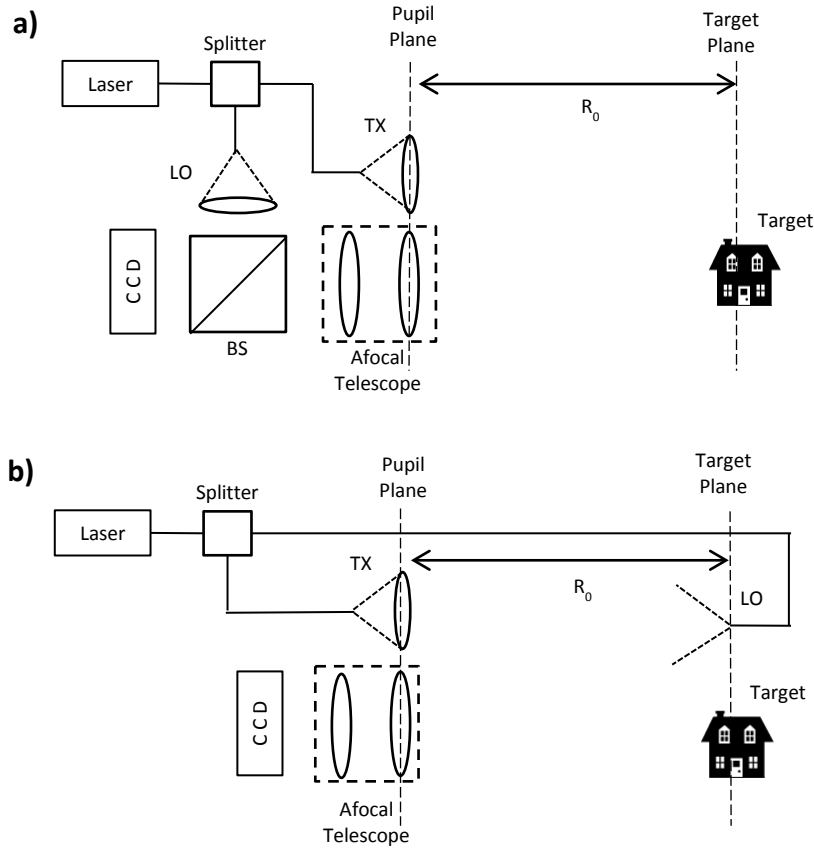 a)
Pupil
Plane
Target
Plane
Splitter
Laser
R0
TX
LO
Target
CCD
BS
Afocal
Telescope
b)
Pupil
Plane
Target
Plane
Splitter
Laser
TX
R0
LO
Target
CCD
Afocal
Telescope